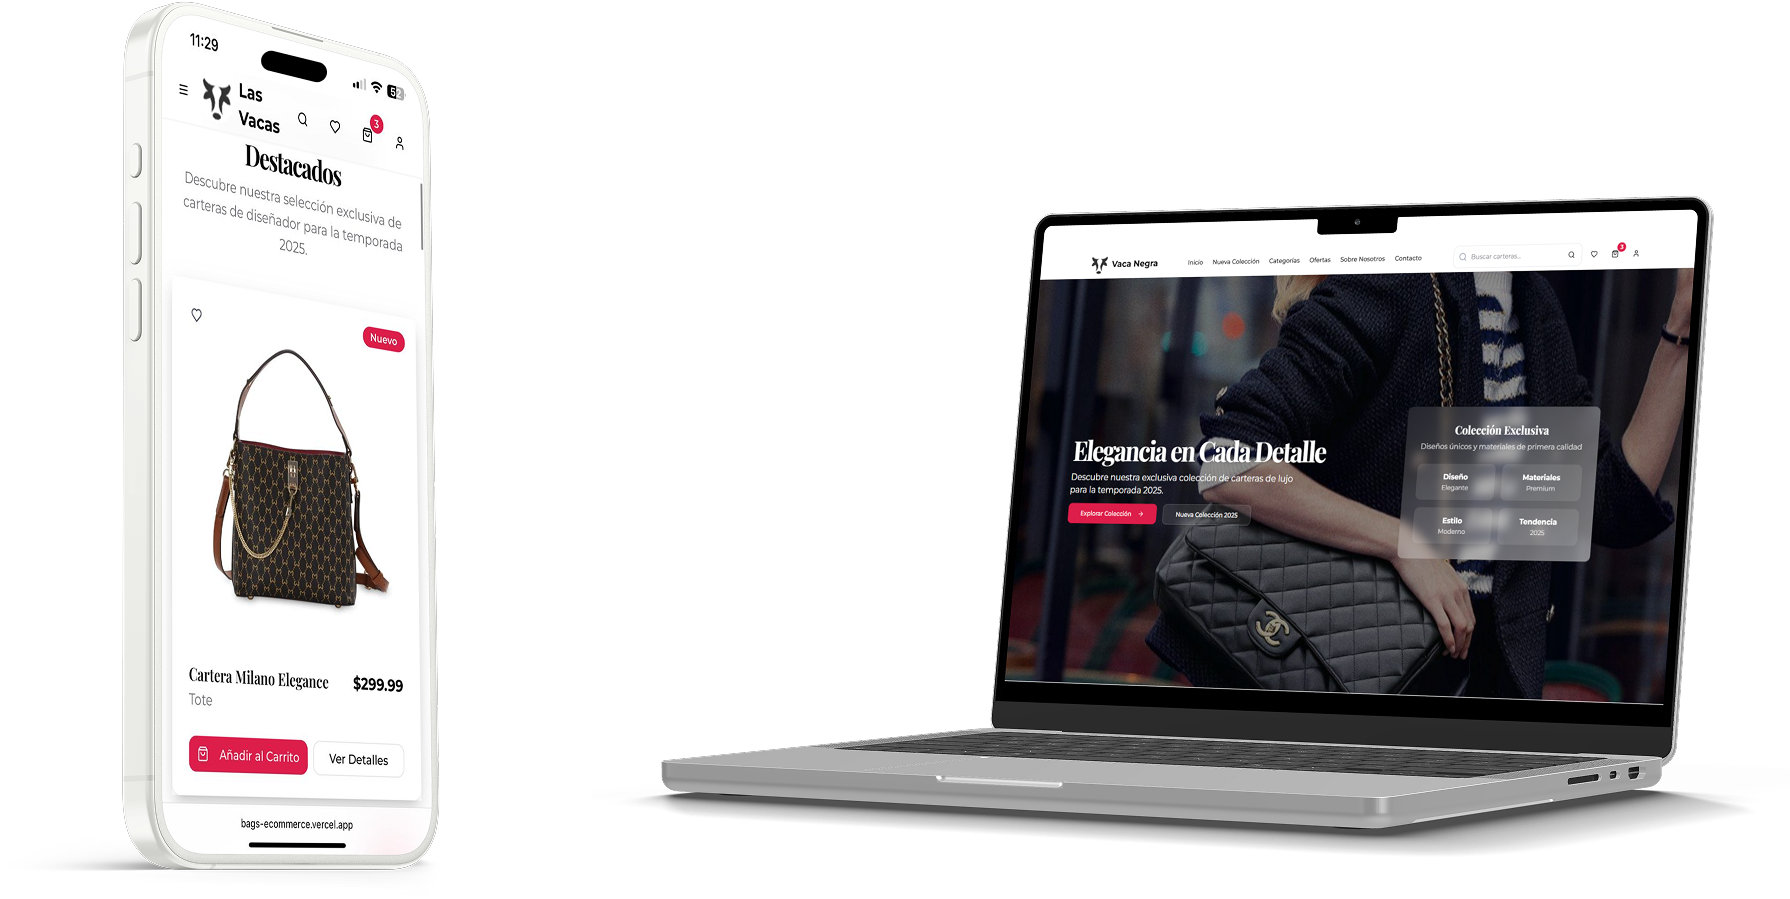 11:29
52
Las
Vacas
3
Destacados
Descubre nuestra selección exclusiva de
carteras de diseñador para la temporada
2025.
Nuevo
Cartera Milano Elegance
$299.99
Tote
Añadir al Carrito
Ver Detalles
bags-ecommerce.vercel.app
Vaca Negra
Inicio
Nueva Colección
Categorías
Ofertas
Sobre Nosotros
Contacto
Buscar carteras...
3
Elegancia en Cada Detalle
Descubre nuestra exclusiva colección de carteras de lujo
para la temporada 2025.
Explorar Colección →
Nueva Colección 2025
Colección Exclusiva
Diseños únicos y materiales de primera calidad
Diseño
Elegante
Materiales
Premium
Estilo
Moderno
Tendencia
2025